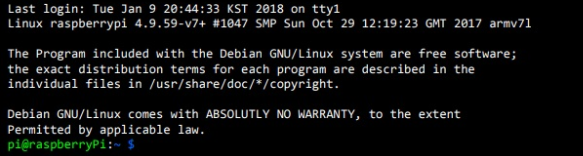 Last login: Tue Jan 9 20:44:33 KST 2018 on tty1
Linux raspberrypi 4.9.59-v7+ #1047 SMP Sun Oct 29 12:19:23 GMT 2017 armv7l
The Program included with the Debian GNU/Linux system are free software;
the exact distribution terms for each program are described in the
individual files in /usr/share/doc/*/copyright.
Debian GNU/Linux comes with ABSOLUTLY NO WARRANTY, to the extent
Permitted by applicable law.
pi@raspberryPi:~ $